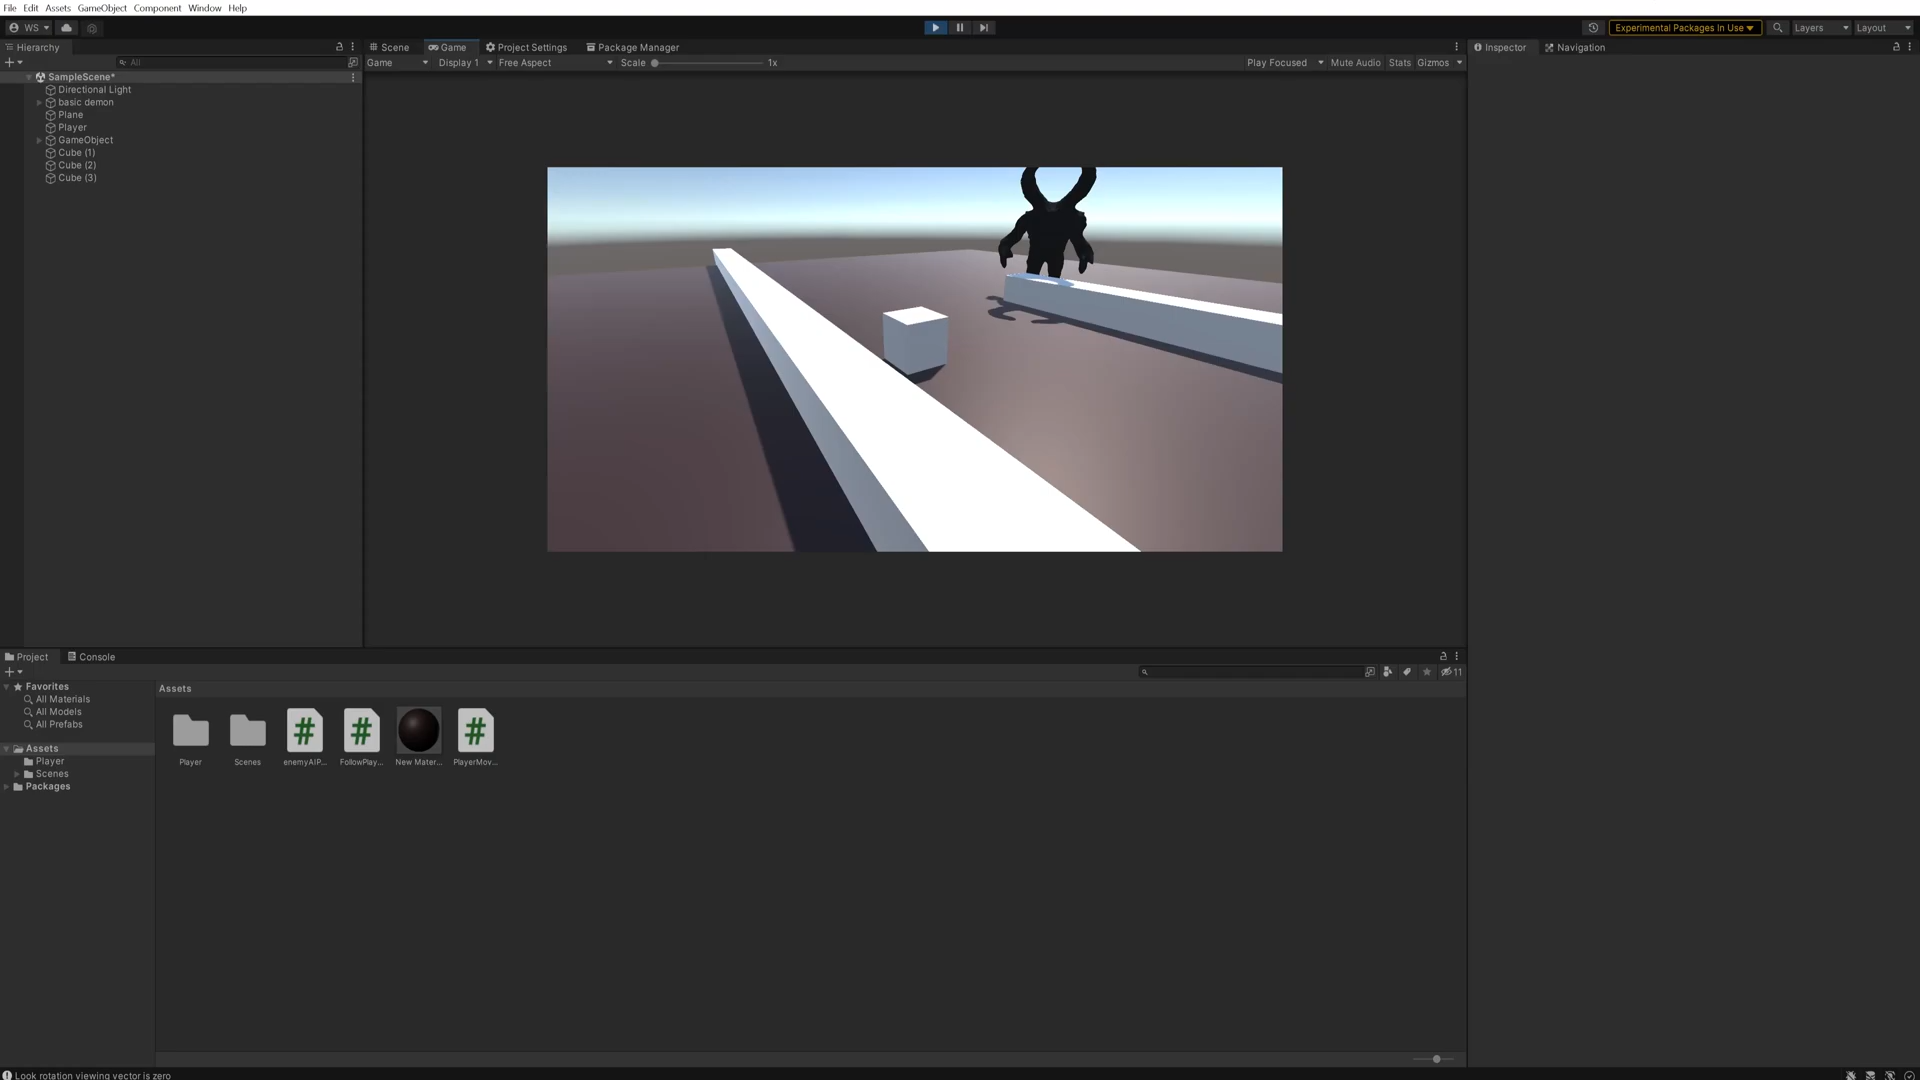 File Edit Assets GameObject Component Window Help
WS Experimental Packages In Use Layers Layout
Hierarchy Scene Game Project Settings Package Manager Inspector Navigation
All Game Display 1 Free Aspect Scale 1x Play Focused Mute Audio Stats Gizmos
SampleScene*
Directional Light
basic demon
Plane
Player
GameObject
Cube (1)
Cube (2)
Cube (3)
Project Console
11
Favorites Assets
All Materials
All Models
All Prefabs
Assets
Player
Scenes
Packages
Player Scenes enemyAIP... FollowPlay... New Mater... PlayerMov...
Look rotation viewing vector is zero